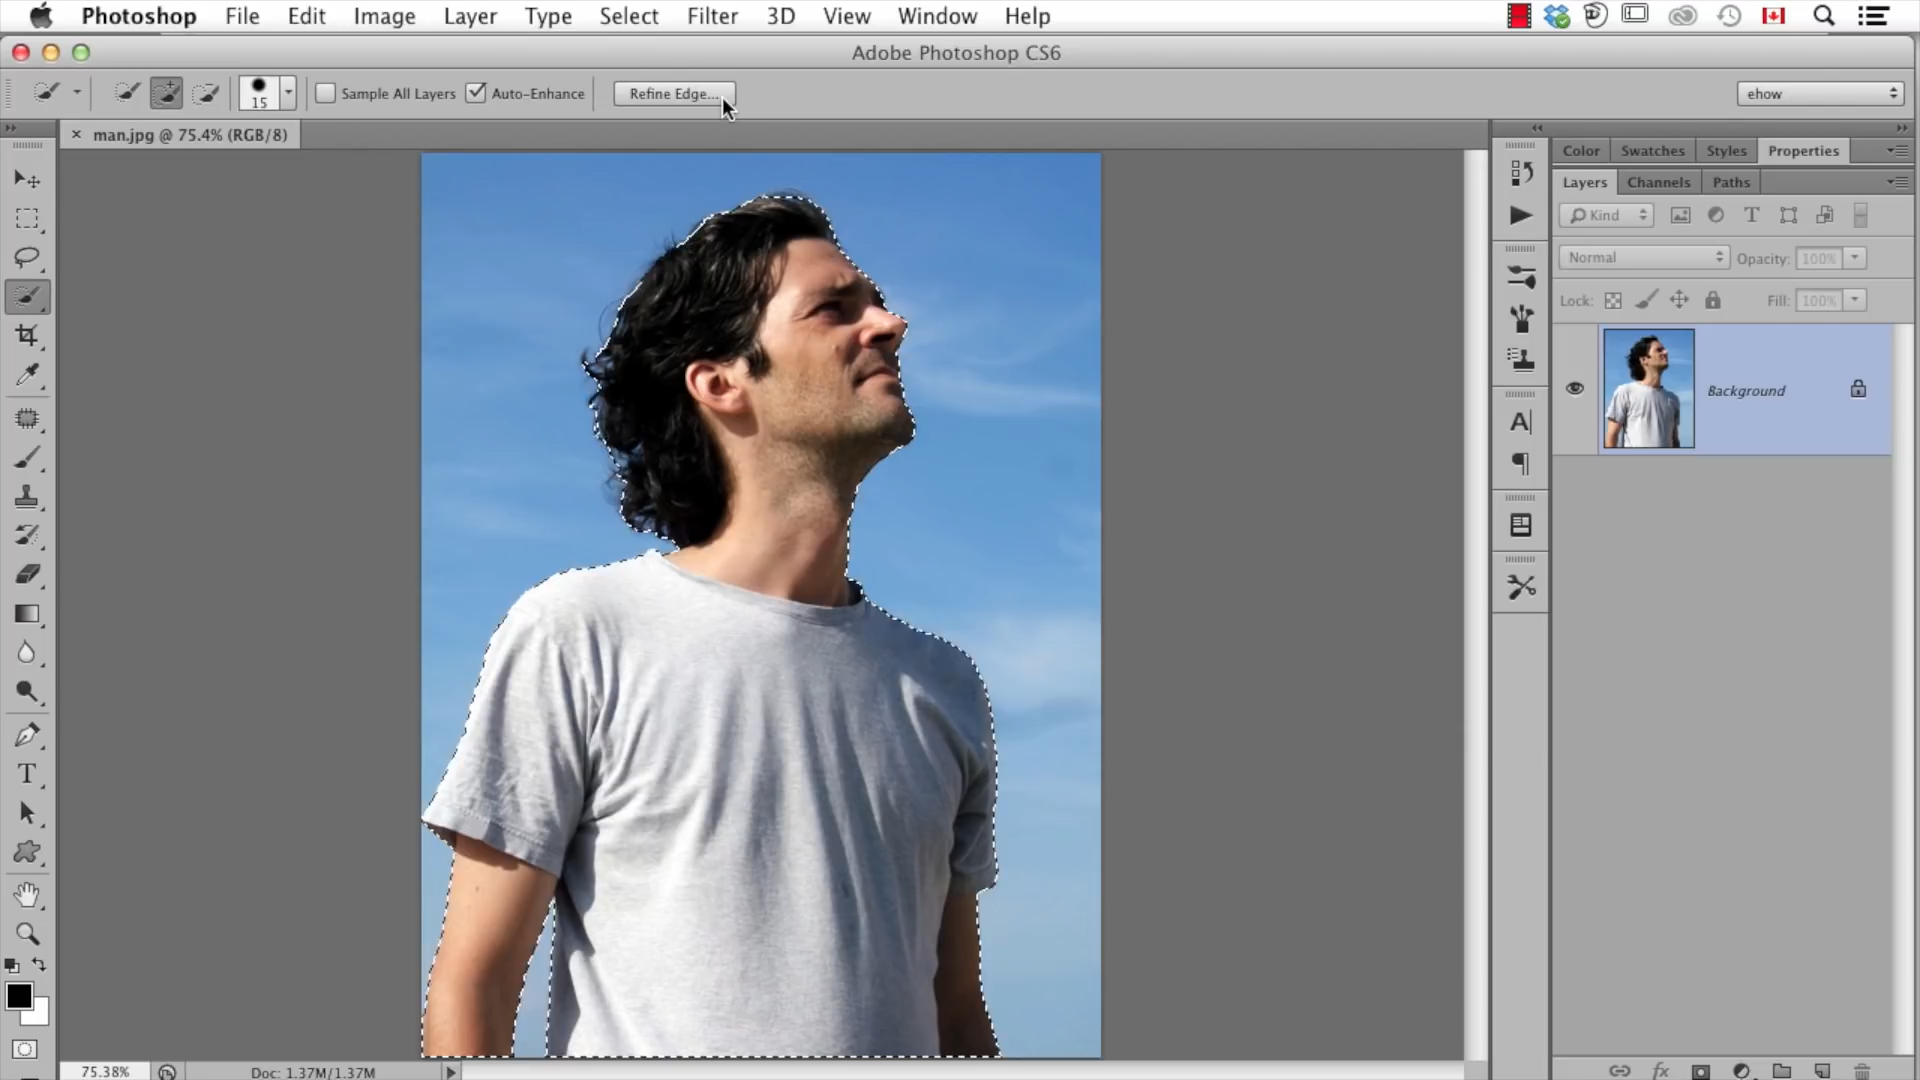 Photoshop File Edit Image Layer Type Select Filter 3D View Window Help
Adobe Photoshop CS6
15 Sample All Layers Auto-Enhance Refine Edge... ehow
× man.jpg @ 75.4% (RGB/8)
Color Swatches Styles Properties
Layers Channels Paths
Kind
Normal Opacity: 100%
Lock: Fill: 100%
Background
75.38% Doc: 1.37M/1.37M